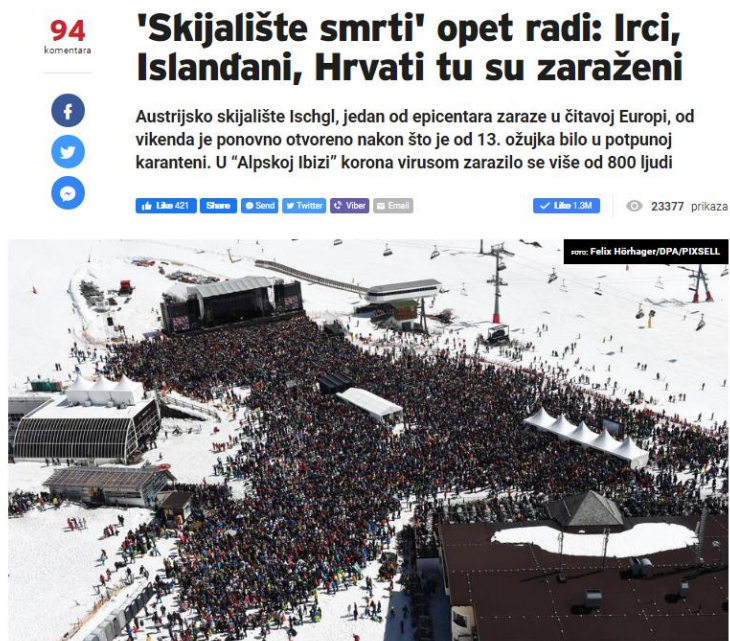 94
komentara
'Skijalište smrti' opet radi: Irci,
Islanđani, Hrvati tu su zaraženi
Austrijsko skijalište Ischgl, jedan od epicentara zaraze u čitavoj Europi, od
vikenda je ponovno otvoreno nakon što je od 13. ožujka bilo u potpunoj
karanteni. U “Alpskoj Ibizi” korona virusom zarazilo se više od 800 ljudi
Like 421 Share Send Twitter Viber Email Like 1.3M 23377 prikaza
FOTO: Felix Hörhager/DPA/PIXSELL